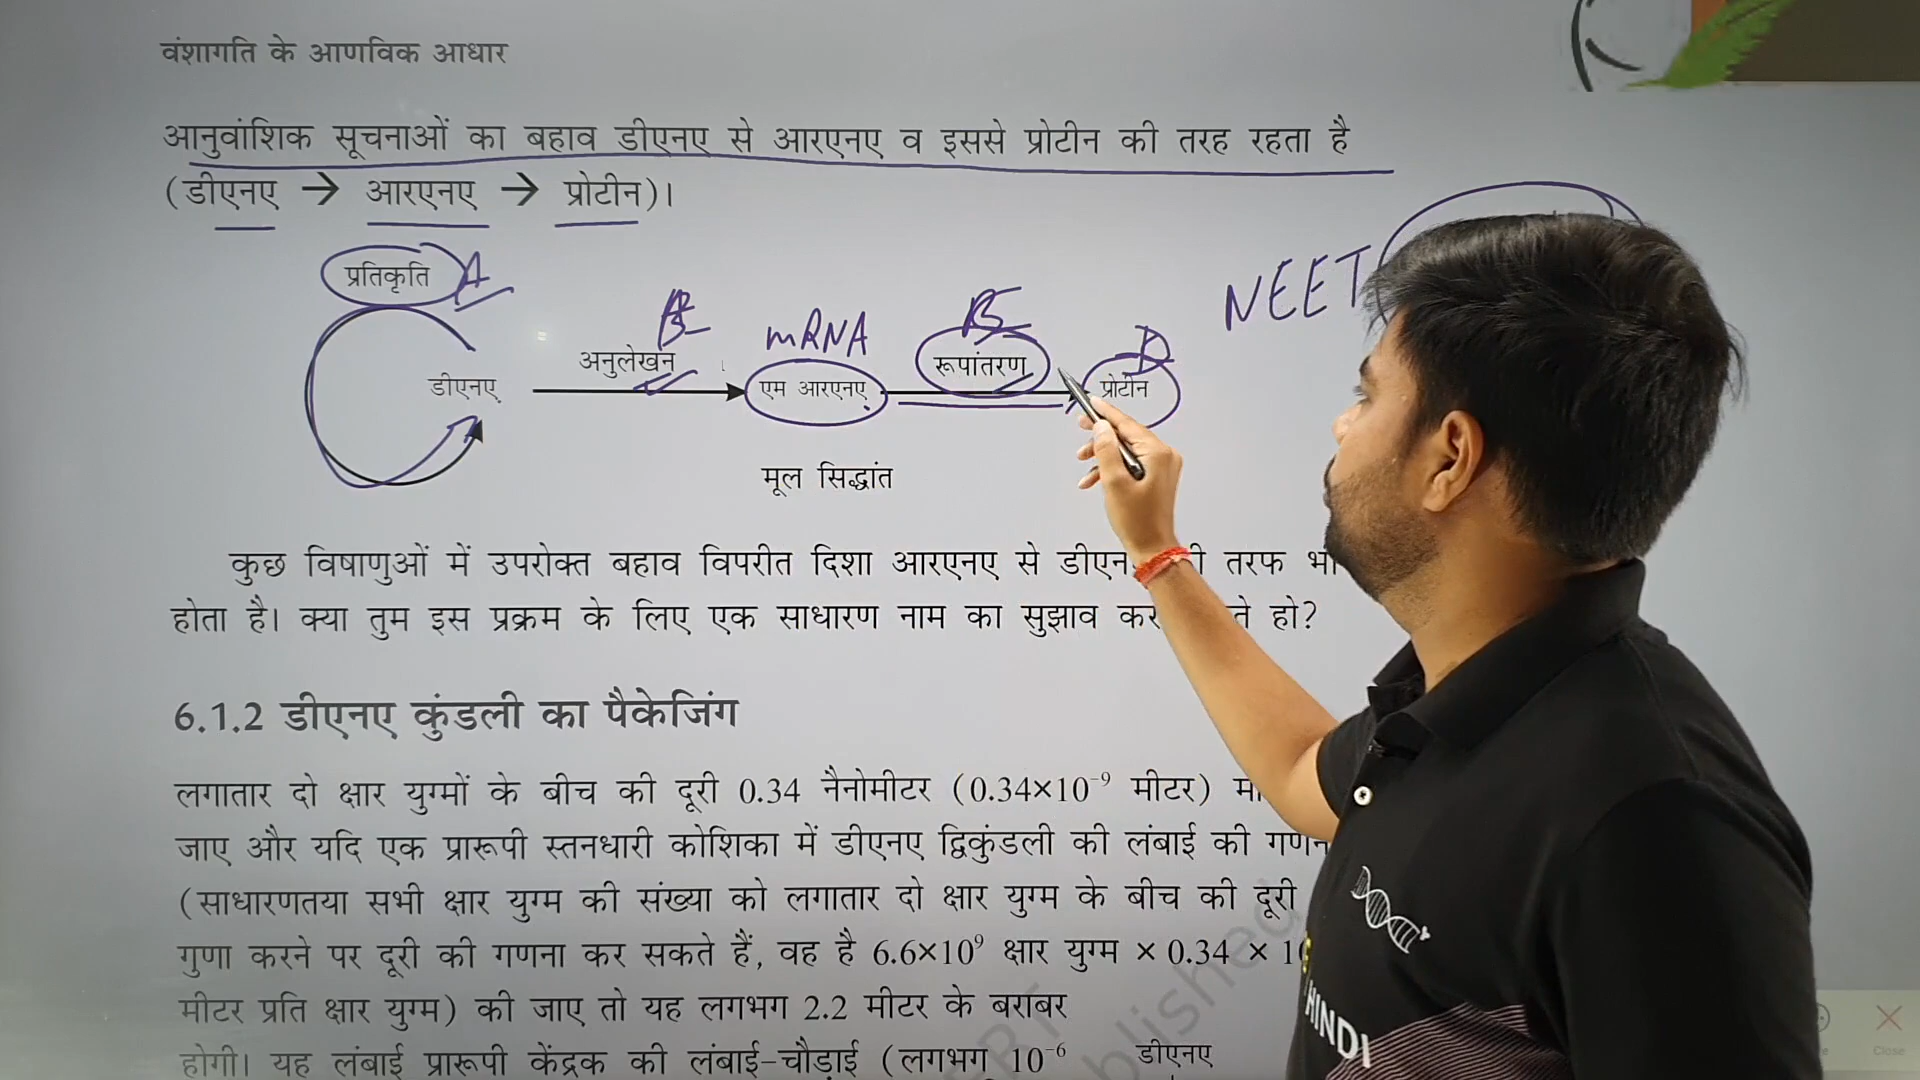 वंशागति के आणविक आधार
आनुवांशिक सूचनाओं का बहाव डीएनए से आरएनए व इससे प्रोटीन की तरह रहता है
(डीएनए → आरएनए → प्रोटीन)।
प्रतिकृति A
NEET
B mRNA B D
अनुलेखन रूपांतरण
डीएनए एम आरएनए प्रोटीन
मूल सिद्धांत
कुछ विषाणुओं में उपरोक्त बहाव विपरीत दिशा आरएनए से डीएन तरफ
होता है। क्या तुम इस प्रक्रम के लिए एक साधारण नाम का सुझाव कर हो?
6.1.2 डीएनए कुंडली का पैकेजिंग
लगातार दो क्षार युग्मों के बीच की दूरी 0.34 नैनोमीटर (0.34×10⁻⁹ मीटर)
जाए और यदि एक प्रारूपी स्तनधारी कोशिका में डीएनए द्विकुंडली की लंबाई की
(साधारणतया सभी क्षार युग्म की संख्या को लगातार दो क्षार युग्म के बीच की दूरी
गुणा करने पर दूरी की गणना कर सकते हैं, वह है 6.6×10⁹ क्षार युग्म × 0.34 ×
मीटर प्रति क्षार युग्म) की जाए तो यह लगभग 2.2 मीटर के बराबर
होगी। यह लंबाई प्रारूपी केंद्रक की लंबाई-चौड़ाई (लगभग 10⁻⁶
डीएनए
HINDI
Close